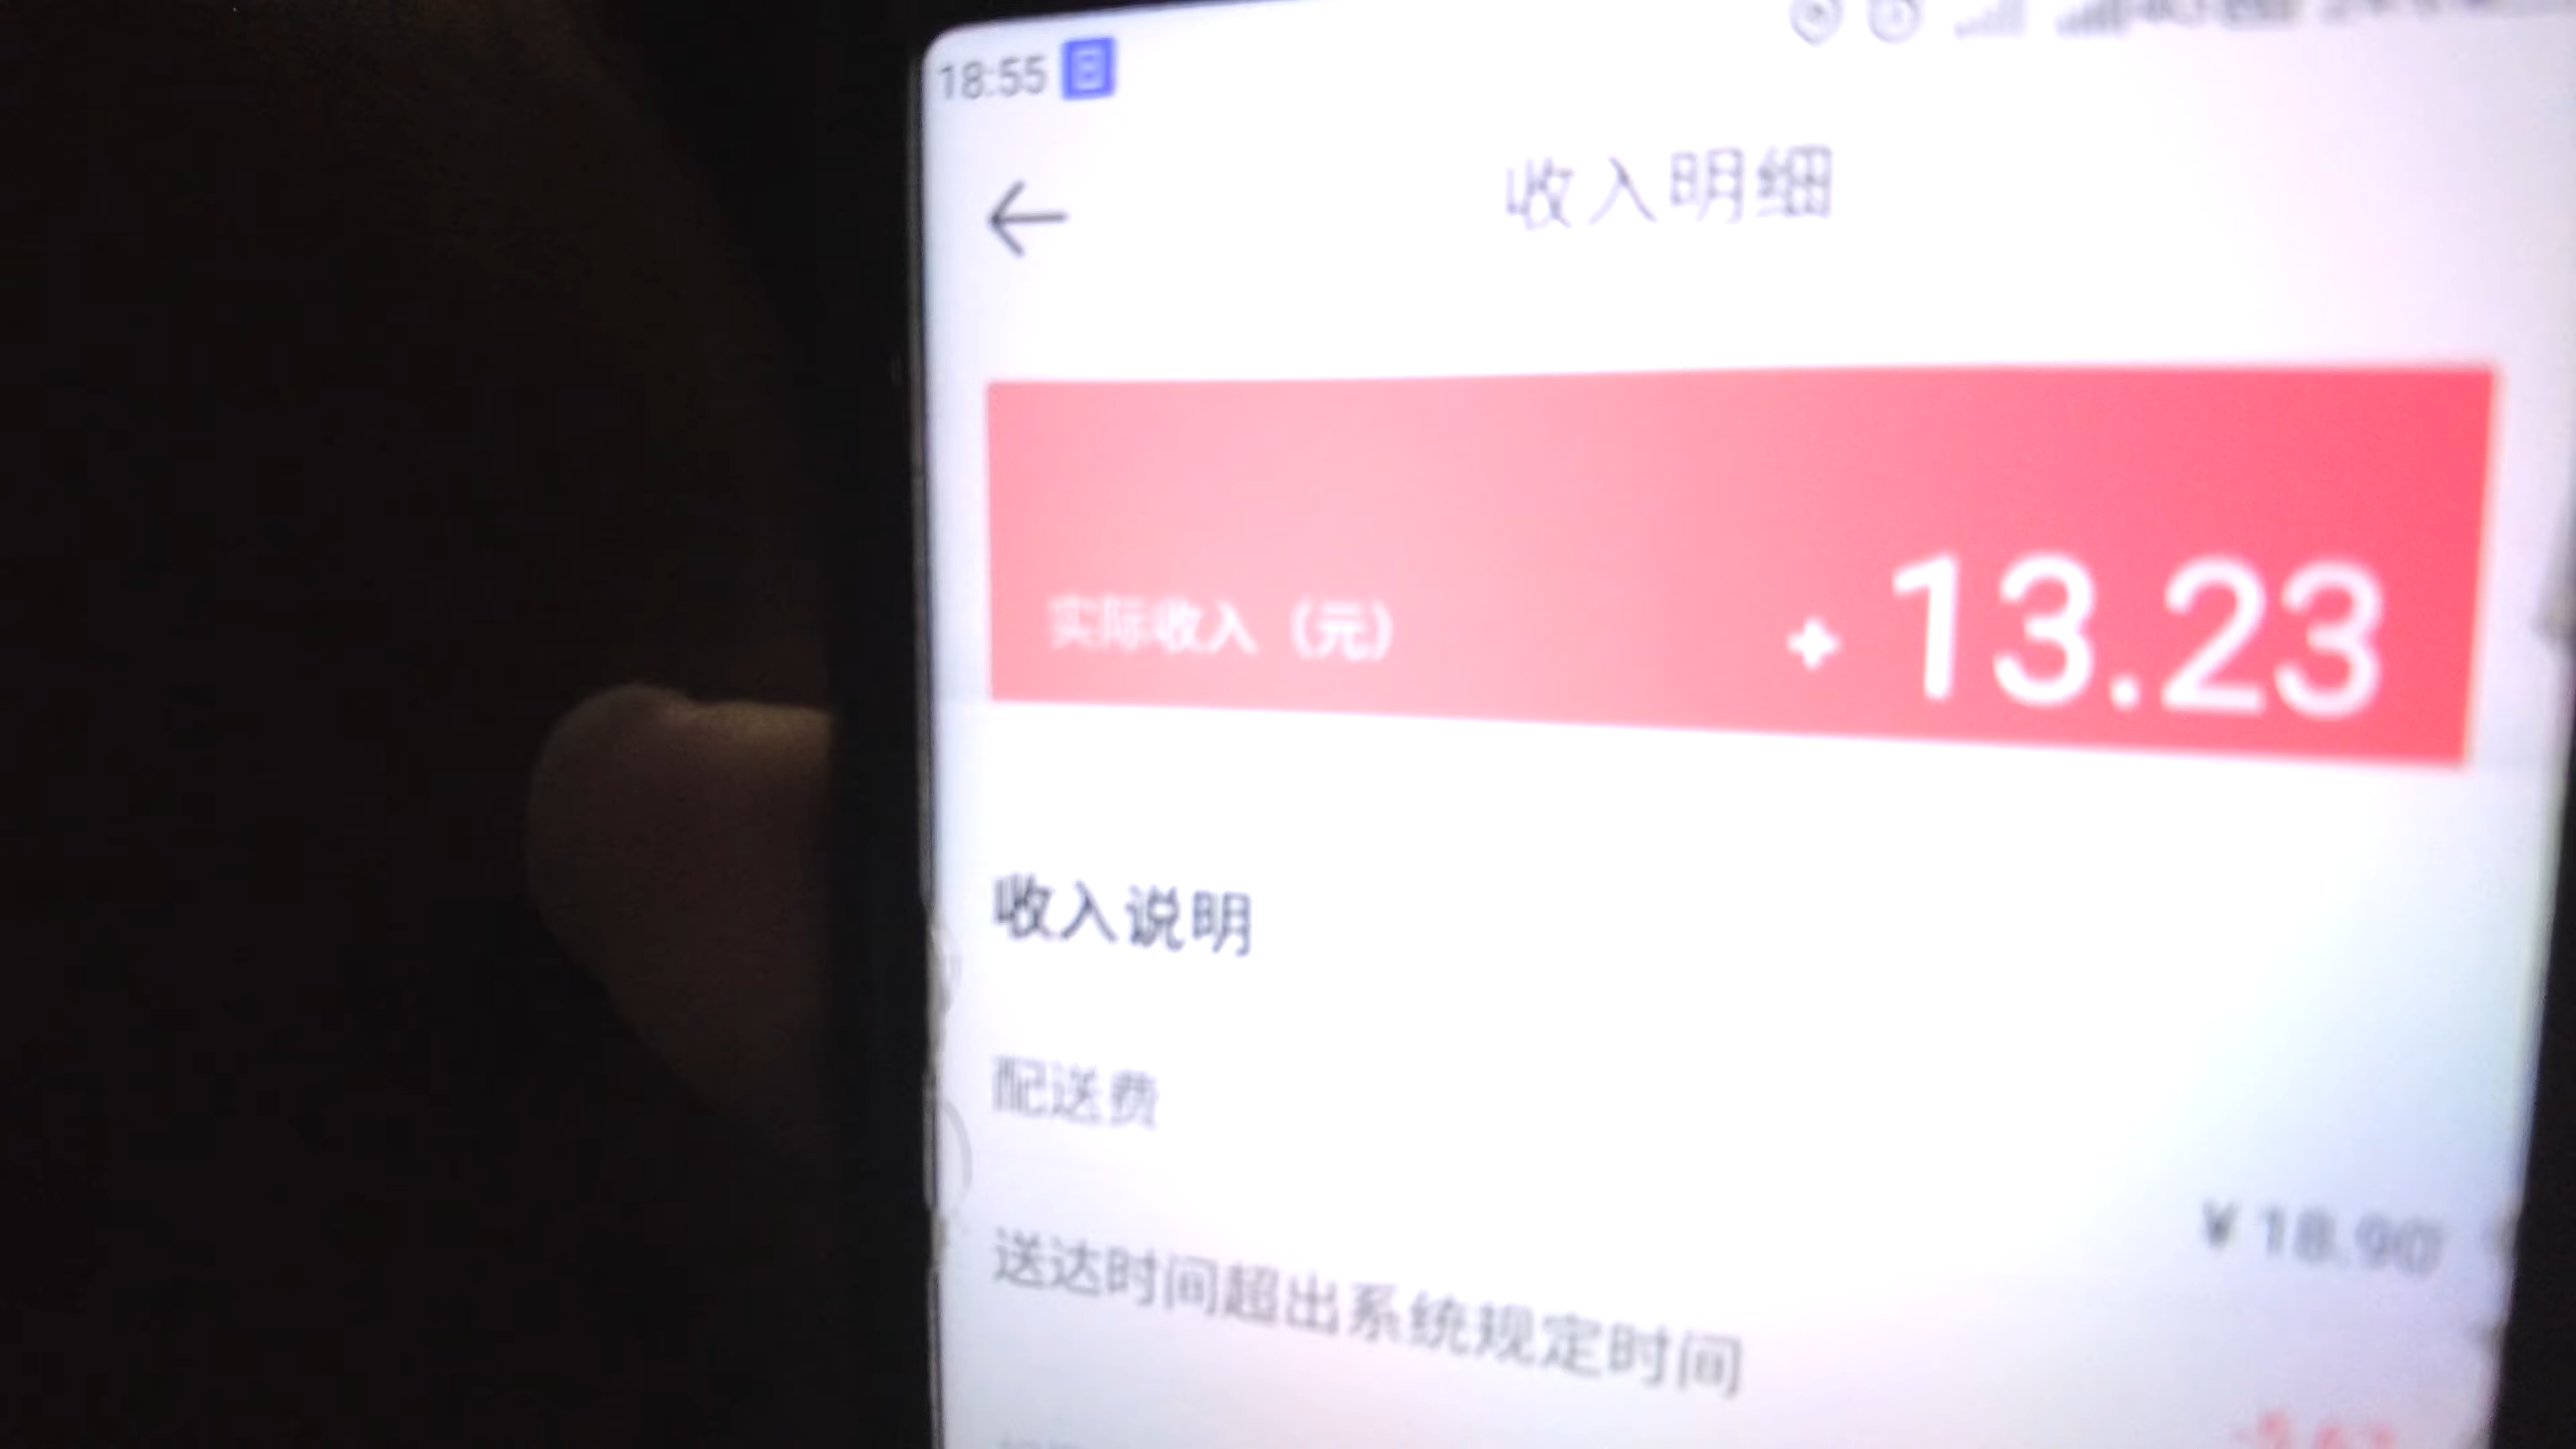 18:55
收入明细
实际收入（元）
+13.23
收入说明
配送费
¥18.90
送达时间超出系统规定时间